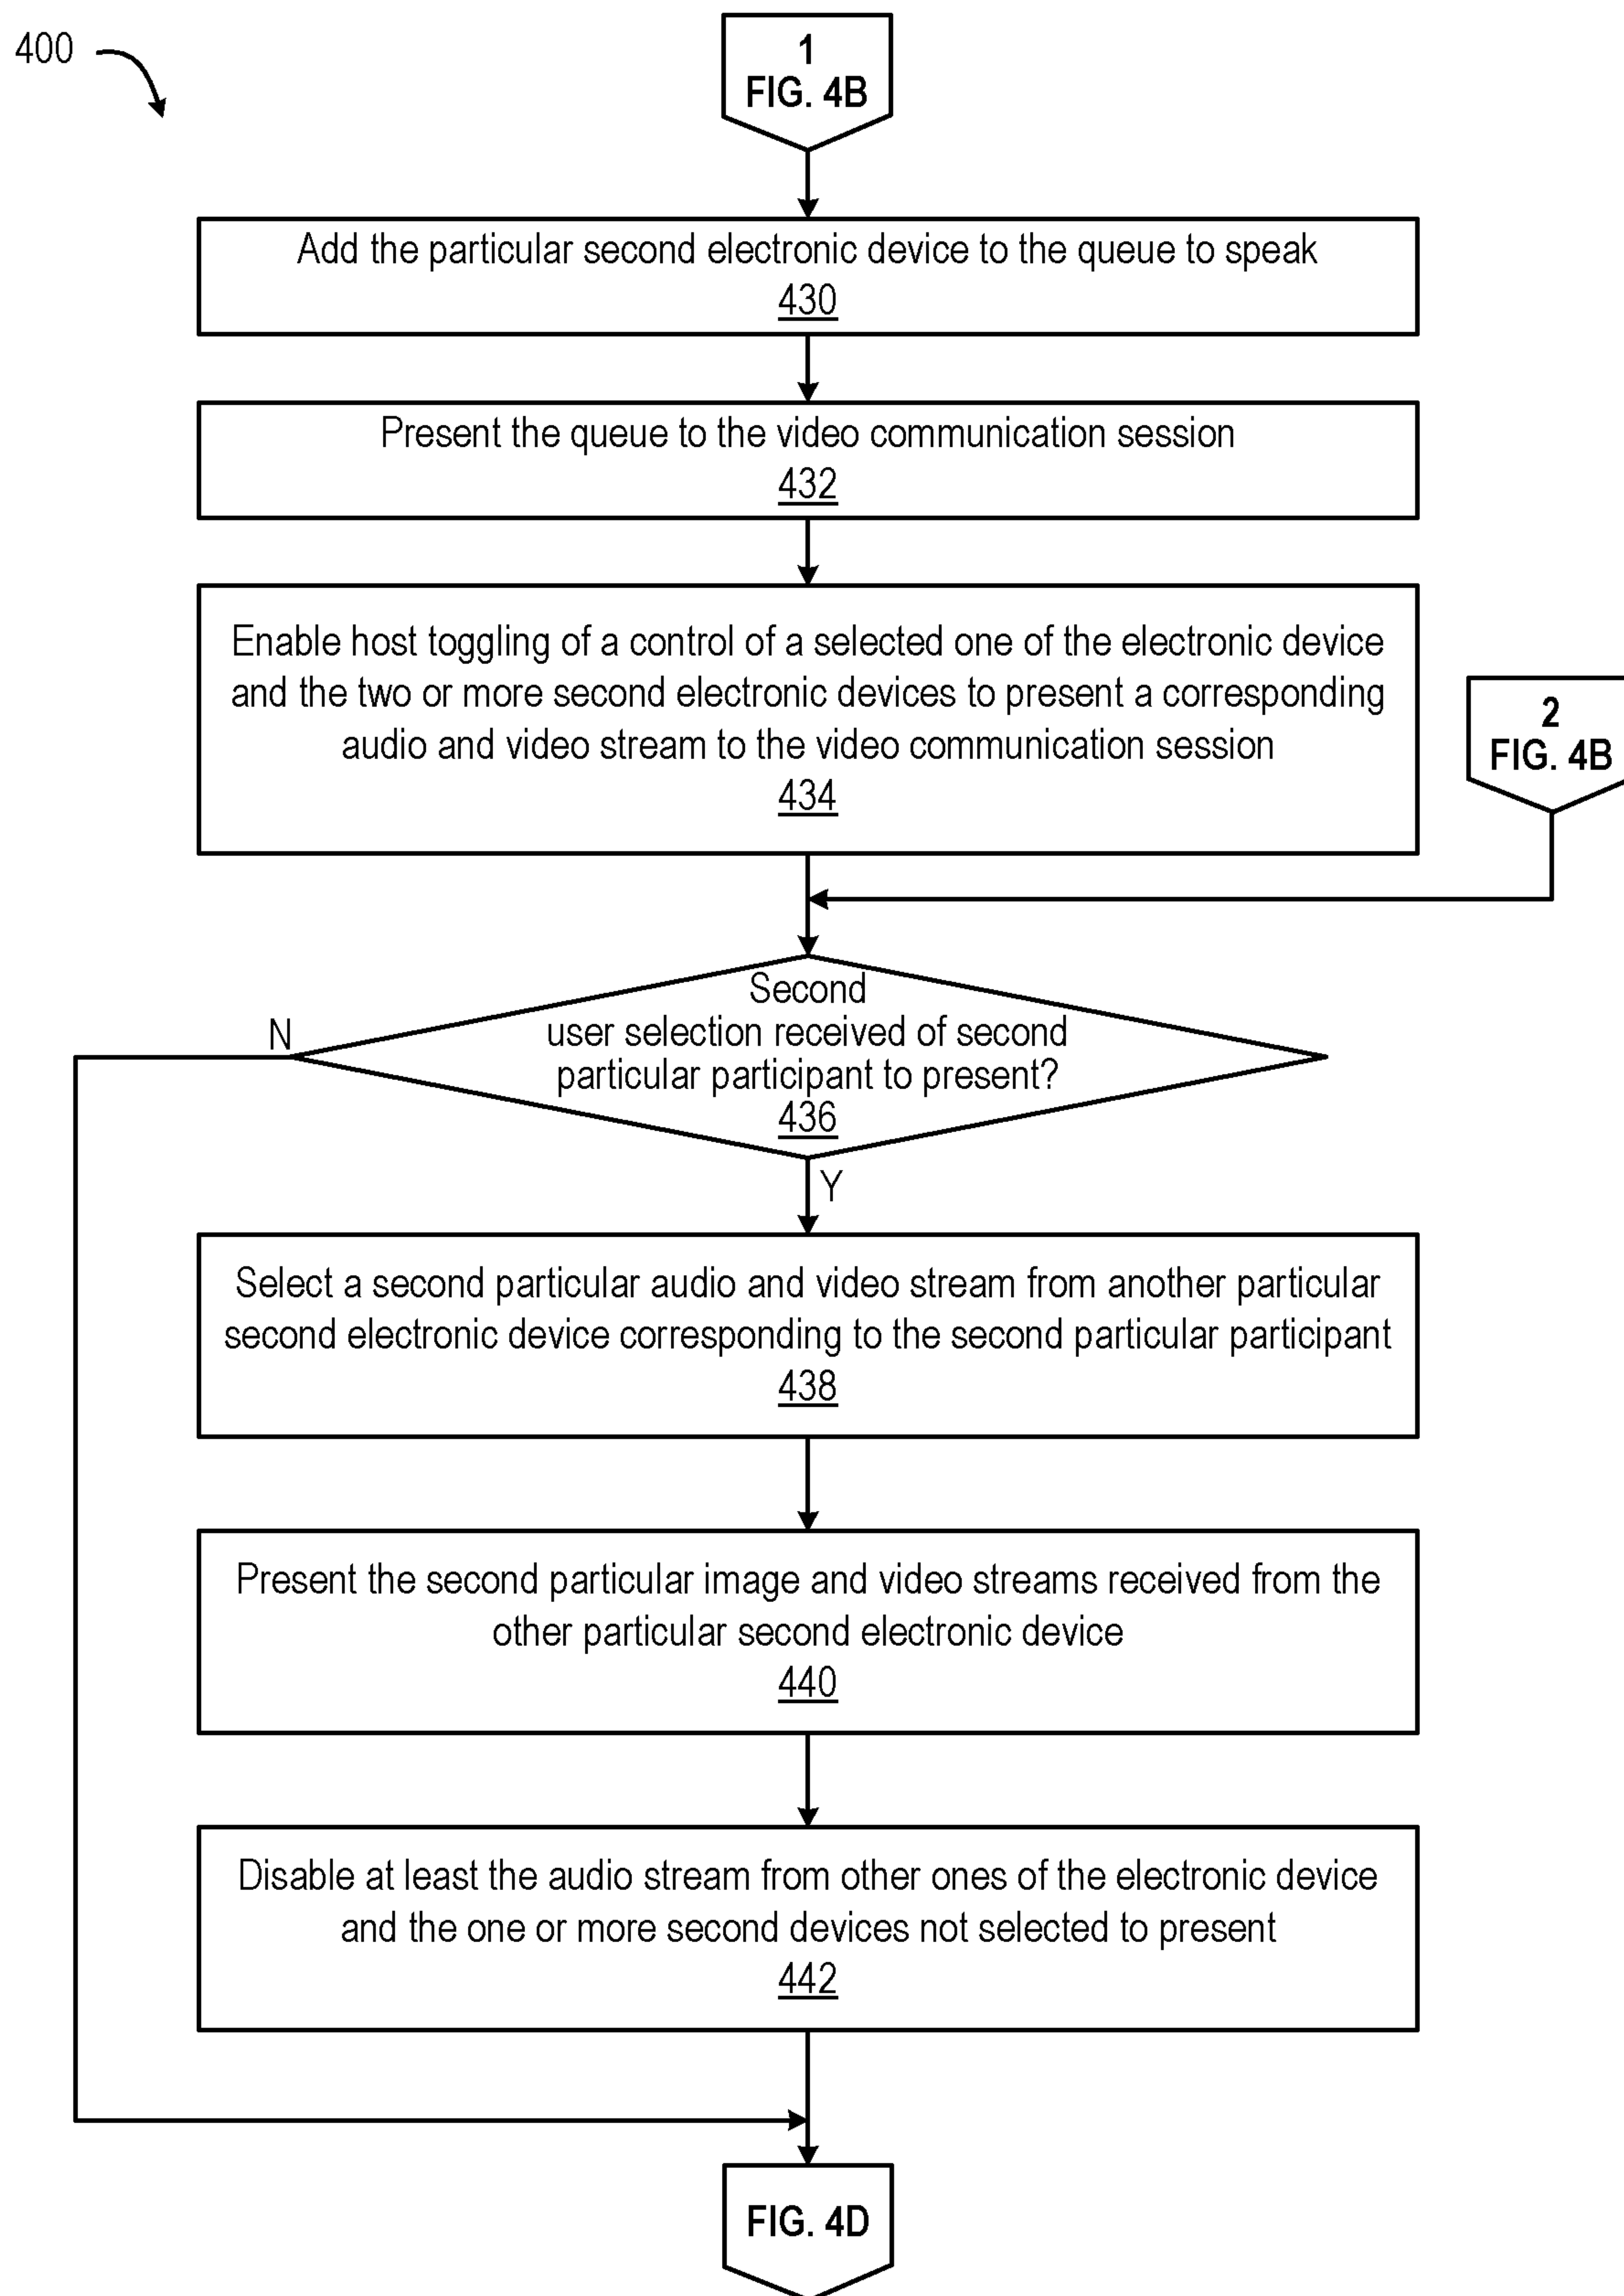 400
1
FIG. 4B
Add the particular second electronic device to the queue to speak
430
Present the queue to the video communication session
432
Enable host toggling of a control of a selected one of the electronic device
and the two or more second electronic devices to present a corresponding
audio and video stream to the video communication session
434
2
FIG. 4B
Second
user selection received of second
particular participant to present?
436
N
Y
Select a second particular audio and video stream from another particular
second electronic device corresponding to the second particular participant
438
Present the second particular image and video streams received from the
other particular second electronic device
440
Disable at least the audio stream from other ones of the electronic device
and the one or more second devices not selected to present
442
FIG. 4D